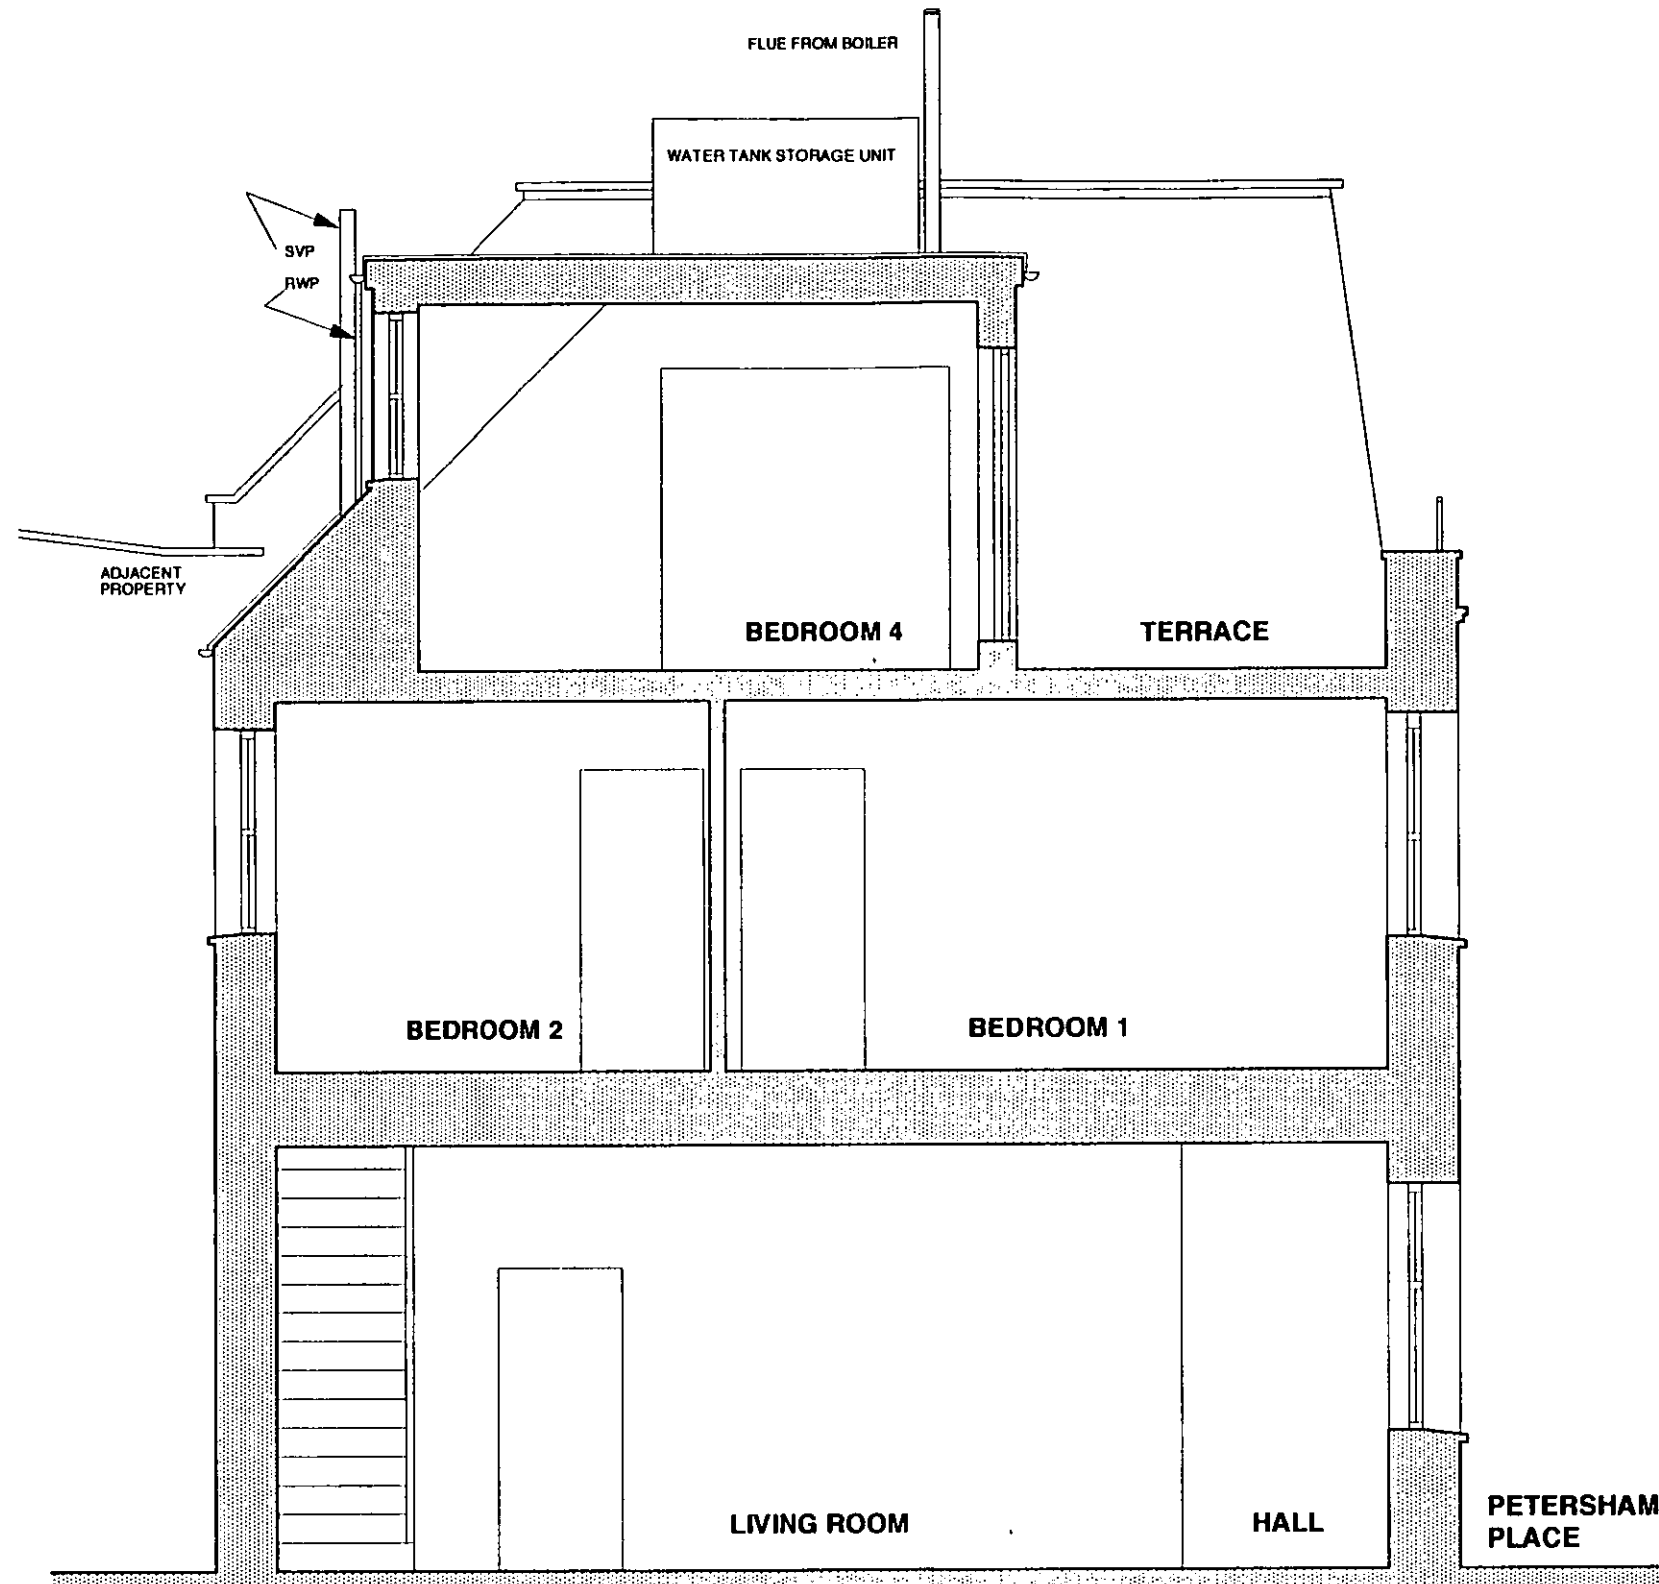 FLUE FROM BOILER
WATER TANK STORAGE UNIT
SVP
RWP
ADJACENT
PROPERTY
BEDROOM 4
TERRACE
BEDROOM 2
BEDROOM 1
LIVING ROOM
HALL
PETERSHAM
PLACE